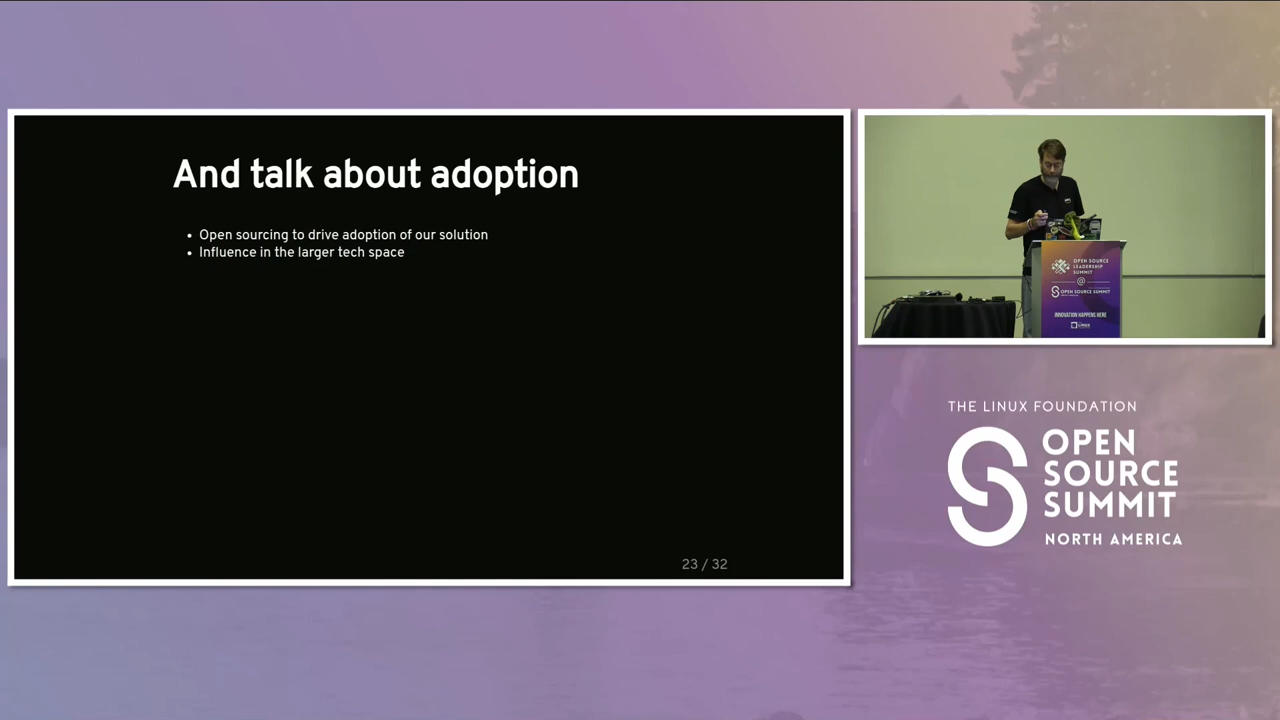 And talk about adoption
Open sourcing to drive adoption of our solution
Influence in the larger tech space
23 / 32
OPEN SOURCE
LEADERSHIP
SUMMIT
@
OPEN SOURCE SUMMIT
INNOVATION HAPPENS HERE
THE LINUX FOUNDATION
OPEN
SOURCE
SUMMIT
NORTH AMERICA